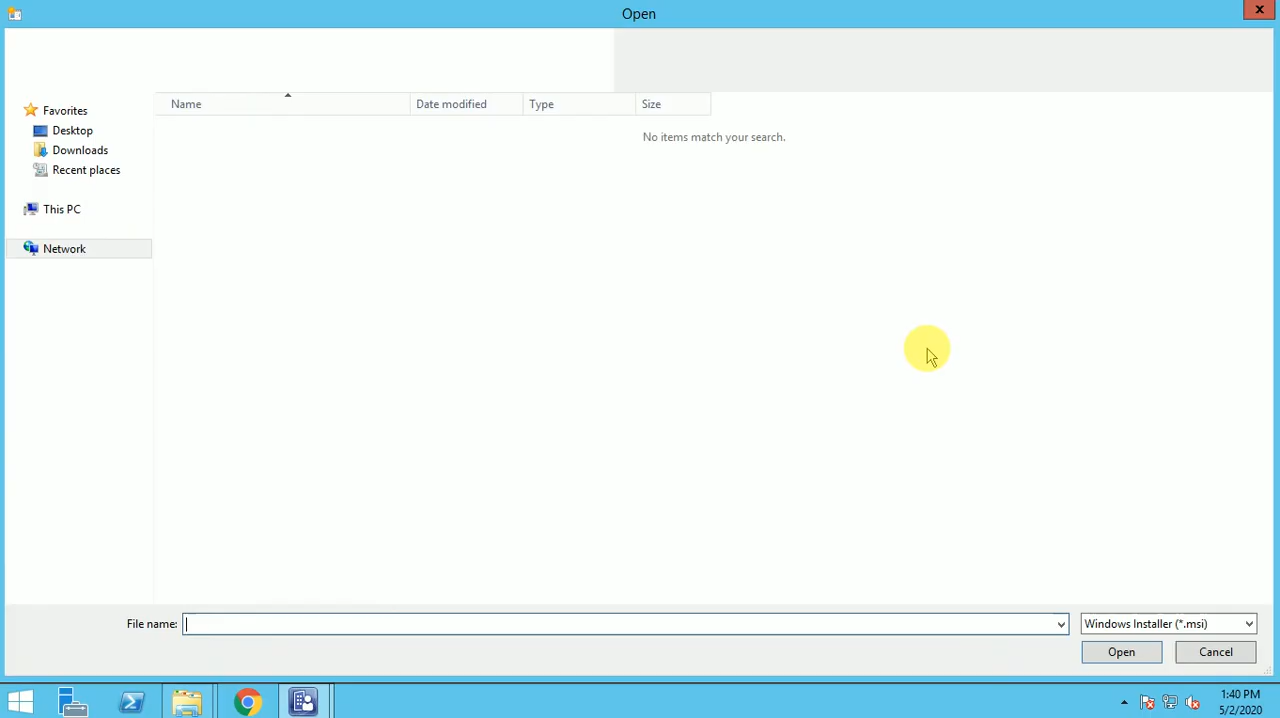 Open
x
Favorites
Desktop
Downloads
Recent places
This PC
Network
Name Date modified Type Size
No items match your search.
File name:
Windows Installer (*.msi)
Open Cancel
1:40 PM
5/2/2020